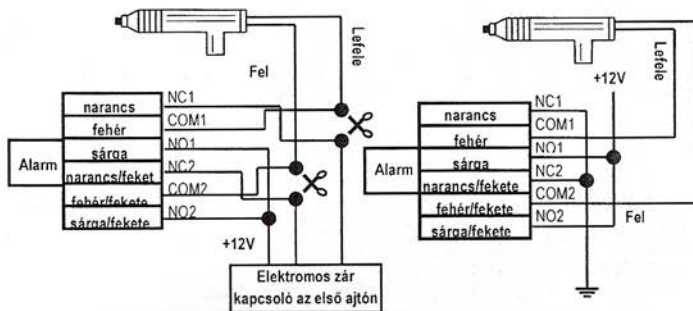 Lefele
Fel
Alarm
narancs
fehér
sárga
narancs/feket
fehér/fekete
sárga/fekete
NC1
COM1
NO1
NC2
COM2
NO2
+12V
Elektromos zár
kapcsoló az első ajtón
Lefele
+12V
Alarm
narancs
fehér
sárga
narancs/fekete
fehér/fekete
sárga/fekete
NC1
COM1
NO1
NC2
COM2
NO2
Fel